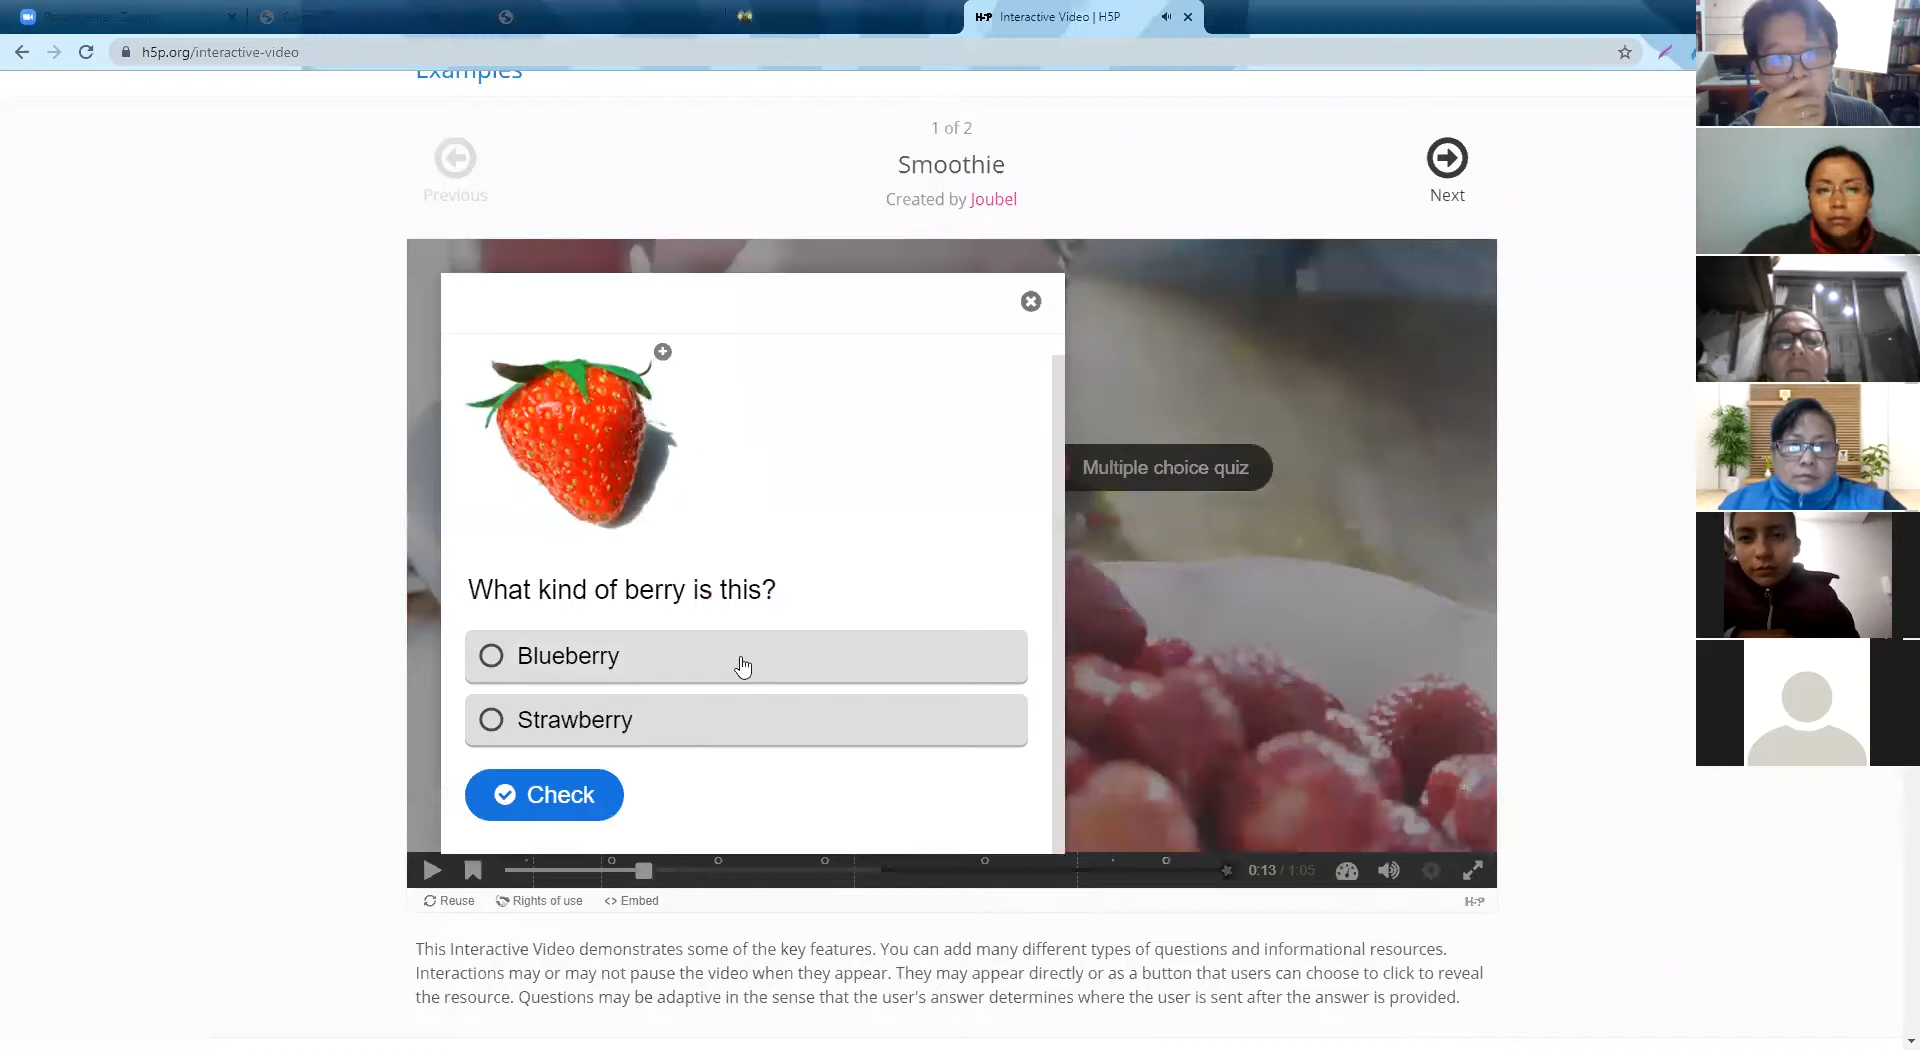 Interactive Video | H5P
h5p.org/interactive-video
Examples
1 of 2
Smoothie
Created by Joubel
Previous
Next
Multiple choice quiz
What kind of berry is this?
Blueberry
Strawberry
Check
0:13 / 1:05
Reuse
Rights of use
Embed
H5P
This Interactive Video demonstrates some of the key features. You can add many different types of questions and informational resources.
Interactions may or may not pause the video when they appear. They may appear directly or as a button that users can choose to click to reveal
the resource. Questions may be adaptive in the sense that the user's answer determines where the user is sent after the answer is provided.